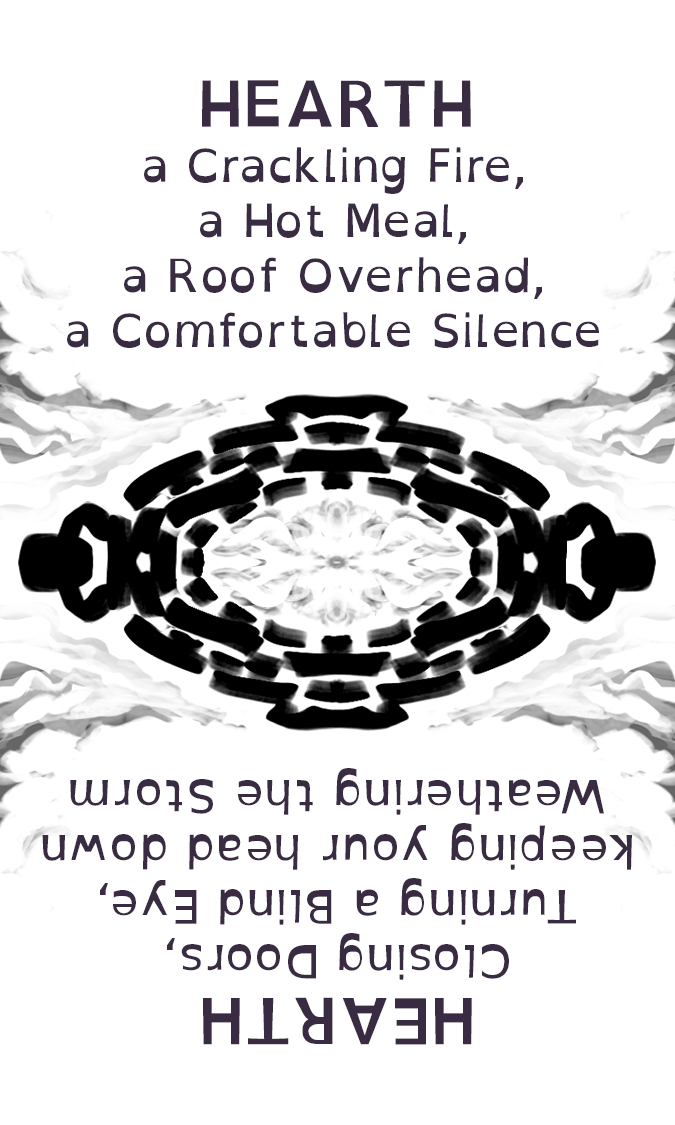 HEARTH
a Crackling Fire,
a Hot Meal,
a Roof Overhead,
a Comfortable Silence
HEARTH
Closing Doors,
Turning a Blind Eye,
keeping your head down
Weathering the Storm